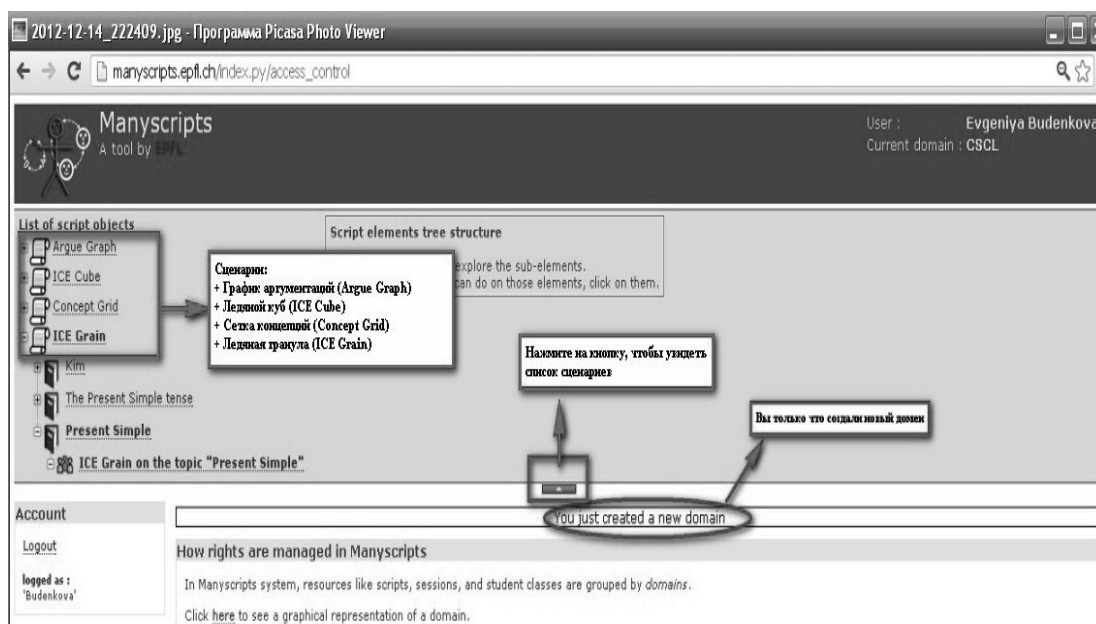 2012-12-14_222409.jpg - Программа Picasa Photo Viewer
manyscripts.epfl.ch/index.py/access_control
Manyscripts
A tool by EPFL
User : Evgeniya Budenkova
Current domain : CSCL
List of script objects
Argue Graph
ICE Cube
Concept Grid
ICE Grain
Kim
The Present Simple tense
Present Simple
ICE Grain on the topic "Present Simple"
Script elements tree structure
explore the sub-elements.
can do on those elements, click on them.
Сценарии:
+ График аргументаций (Argue Graph)
+ Ледяной куб (ICE Cube)
+ Сетка концепций (Concept Grid)
+ Ледяная гранула (ICE Grain)
Нажмите на кнопку, чтобы увидеть
список сценариев
Вы только что создали новый домен
You just created a new domain
Account
Logout
logged as :
'Budenkova'
How rights are managed in Manyscripts
In Manyscripts system, resources like scripts, sessions, and student classes are grouped by domains.
Click here to see a graphical representation of a domain.